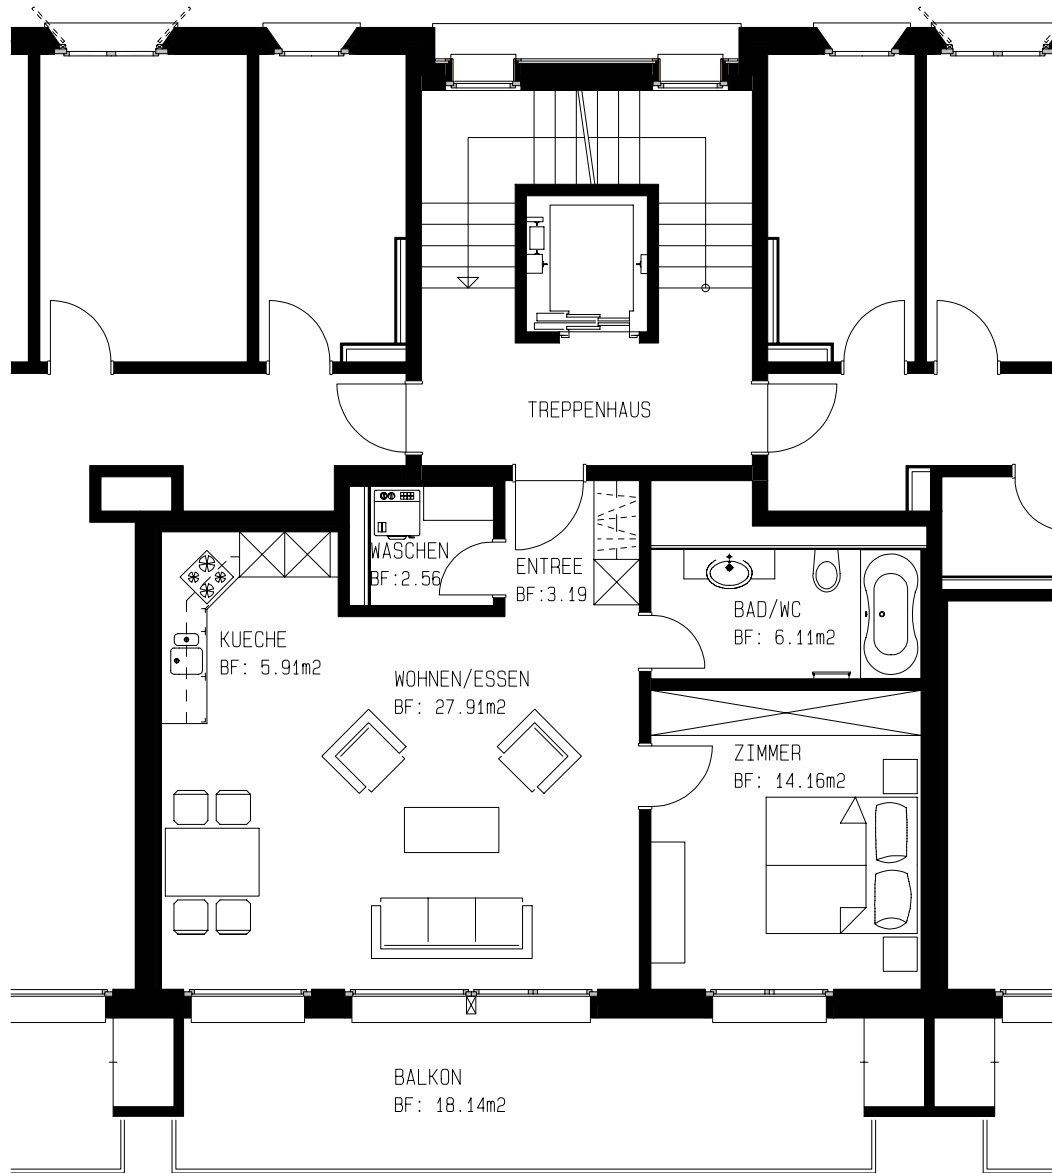 TREPPENHAUS
WASCHEN
BF:2.56
ENTREE
BF:3.19
BAD/WC
BF: 6.11m2
KUECHE
BF: 5.91m2
WOHNEN/ESSEN
BF: 27.91m2
ZIMMER
BF: 14.16m2
BALKON
BF: 18.14m2